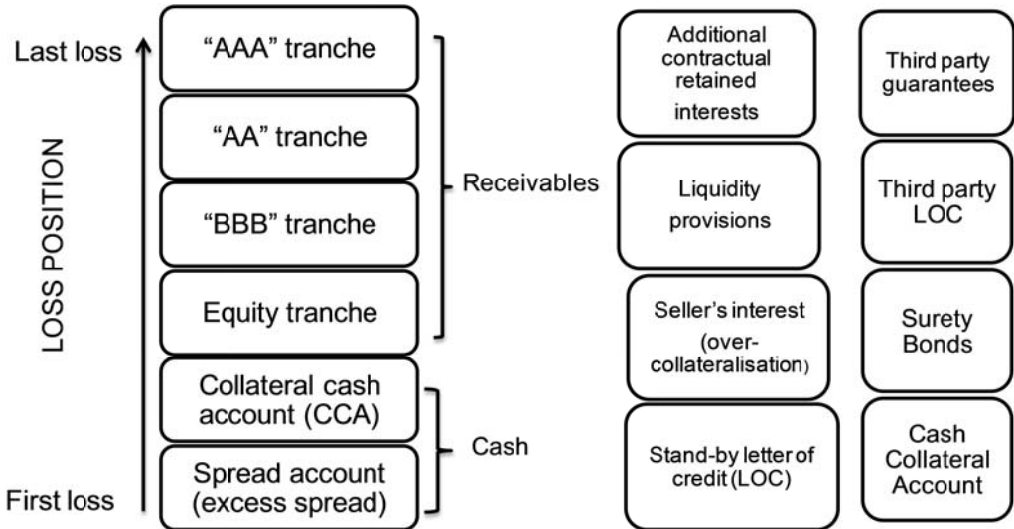 Last loss
LOSS POSITION
First loss
“AAA” tranche
“AA” tranche
“BBB” tranche
Equity tranche
Collateral cash
account (CCA)
Spread account
(excess spread)
Receivables
Cash
Additional
contractual
retained
interests
Liquidity
provisions
Seller’s interest
(over-
collateralisation)
Stand-by letter of
credit (LOC)
Third party
guarantees
Third party
LOC
Surety
Bonds
Cash
Collateral
Account